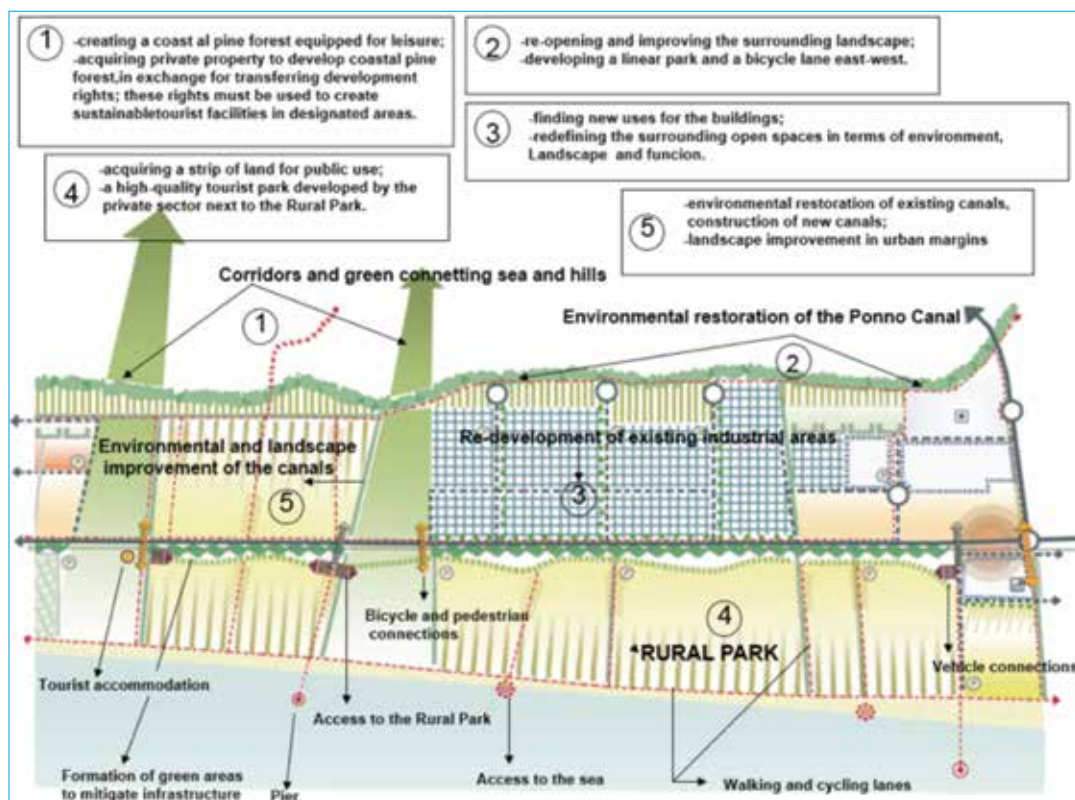 1
-creating a coast al pine forest equipped for leisure;
-acquiring private property to develop coastal pine
forest,in exchange for transferring development
rights; these rights must be used to create
sustainabletourist facilities in designated areas.
2
-re-opening and improving the surrounding landscape;
-developing a linear park and a bicycle lane east-west.
3
-finding new uses for the buildings;
-redefining the surrounding open spaces in terms of environment,
Landscape and funcion.
4
-acquiring a strip of land for public use;
-a high-quality tourist park developed by the
private sector next to the Rural Park.
5
-environmental restoration of existing canals,
construction of new canals;
-landscape improvement in urban margins
Corridors and green connetting sea and hills
1
Environmental restoration of the Ponno Canal
2
Environmental and landscape
improvement of the canals
5
Re-development of existing industrial areas
3
Bicycle and pedestrian
connections
4
RURAL PARK
Vehicle connections
Tourist accommodation
Access to the Rural Park
Formation of green areas
to mitigate infrastructure
Pier
Access to the sea
Walking and cycling lanes